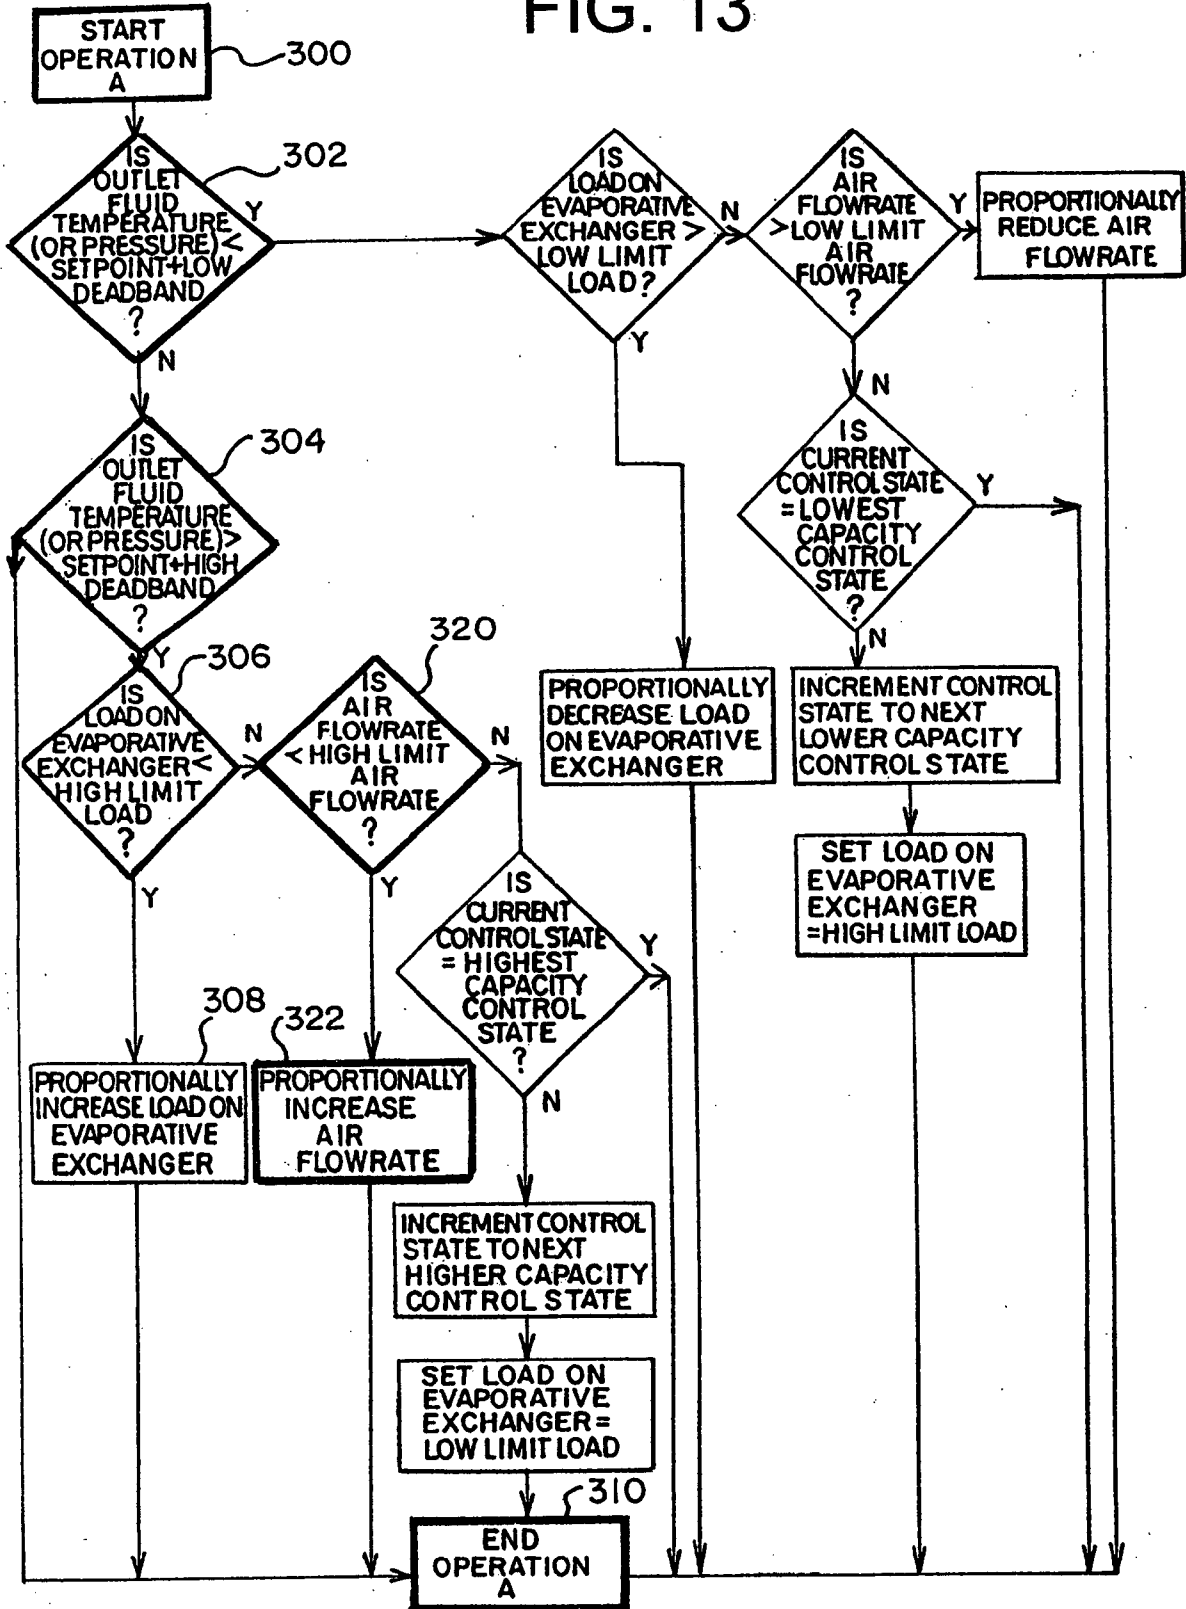 FIG. 13
START
OPERATION
A
300
IS
OUTLET
FLUID
TEMPERATURE
(OR PRESSURE)<
SETPOINT+LOW
DEADBAND
?
302
Y
N
IS
LOAD ON
EVAPORATIVE
EXCHANGER >
LOW LIMIT
LOAD?
N
Y
IS
AIR
FLOWRATE
>LOW LIMIT
AIR
FLOWRATE
?
Y
N
PROPORTIONALLY
REDUCE AIR
FLOWRATE
IS
OUTLET
FLUID
TEMPERATURE
(OR PRESSURE)>
SETPOINT+HIGH
DEADBAND
?
304
Y
IS
CURRENT
CONTROL STATE
=LOWEST
CAPACITY
CONTROL
STATE
?
Y
N
IS
LOAD ON
EVAPORATIVE
EXCHANGER<
HIGH LIMIT
LOAD
?
306
N
Y
IS
AIR
FLOWRATE
<HIGH LIMIT
AIR
FLOWRATE
?
320
N
Y
PROPORTIONALLY
DECREASE LOAD
ON EVAPORATIVE
EXCHANGER
INCREMENT CONTROL
STATE TO NEXT
LOWER CAPACITY
CONTROL STATE
SET LOAD ON
EVAPORATIVE
EXCHANGER
=HIGH LIMIT LOAD
IS
CURRENT
CONTROL STATE
= HIGHEST
CAPACITY
CONTROL
STATE
?
Y
N
308
PROPORTIONALLY
INCREASE LOAD ON
EVAPORATIVE
EXCHANGER
322
PROPORTIONALLY
INCREASE
AIR
FLOWRATE
INCREMENT CONTROL
STATE TO NEXT
HIGHER CAPACITY
CONTROL STATE
SET LOAD ON
EVAPORATIVE
EXCHANGER=
LOW LIMIT LOAD
310
END
OPERATION
A